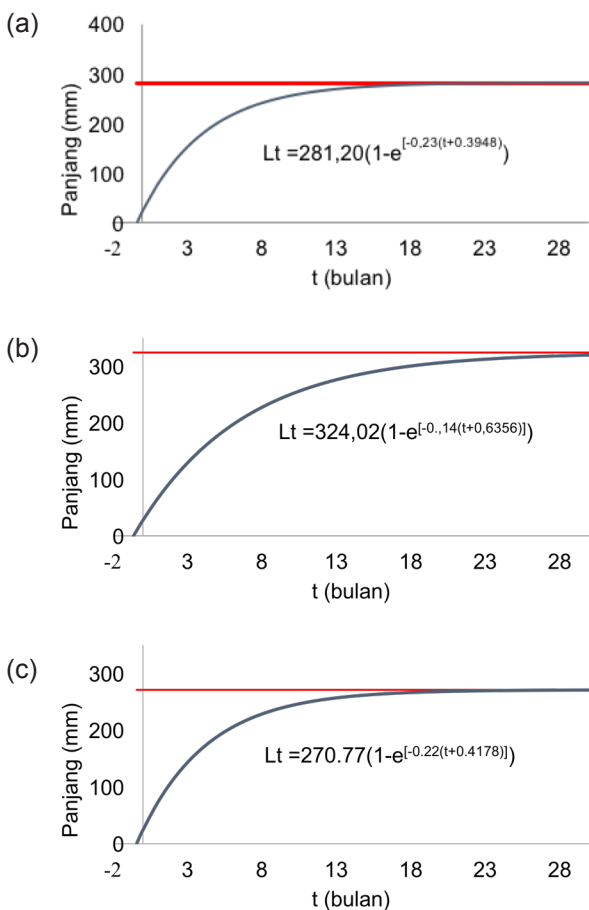 (a)
Panjang (mm)
400
300
200
100
0
-2 3 8 13 18 23 28
t (bulan)
Lt =281,20(1-e[-0,23(t+0.3948))
(b)
Panjang (mm)
300
200
100
0
-2 3 8 13 18 23 28
t (bulan)
Lt =324,02(1-e[-0.,14(t+0,6356)])
(c)
Panjang (mm)
300
200
100
0
-2 3 8 13 18 23 28
t (bulan)
Lt =270.77(1-e[-0.22(t+0.4178)])